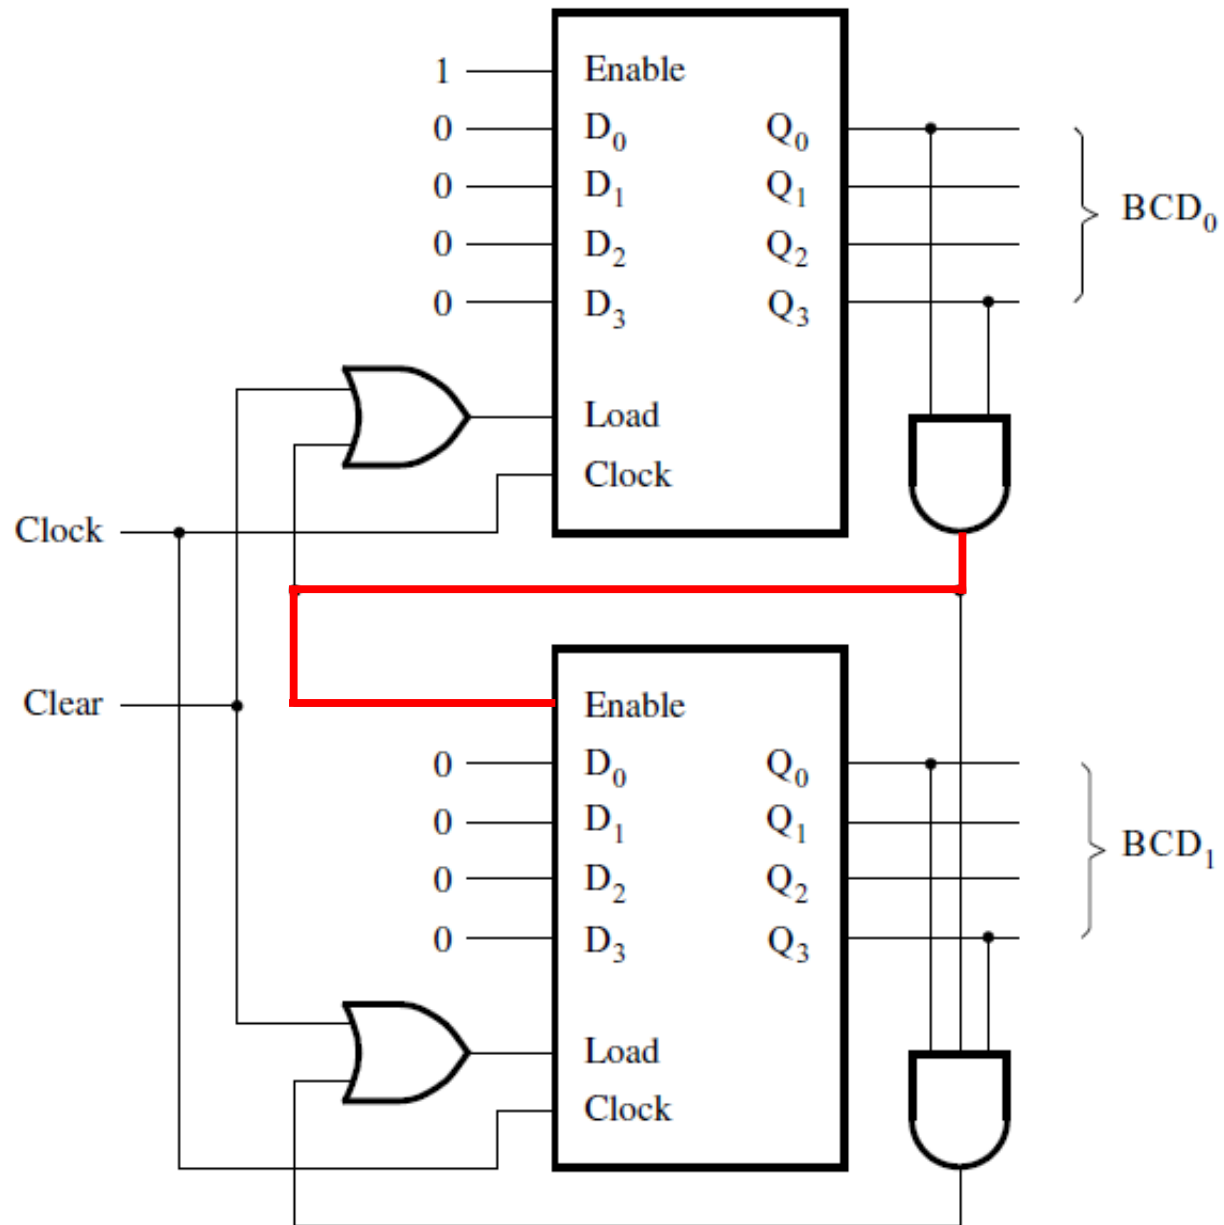 1 Enable
0 D0 Q0
0 D1 Q1
0 D2 Q2
0 D3 Q3
BCD0
Load
Clock
Clock
Clear
Enable
0 D0 Q0
0 D1 Q1
0 D2 Q2
0 D3 Q3
BCD1
Load
Clock